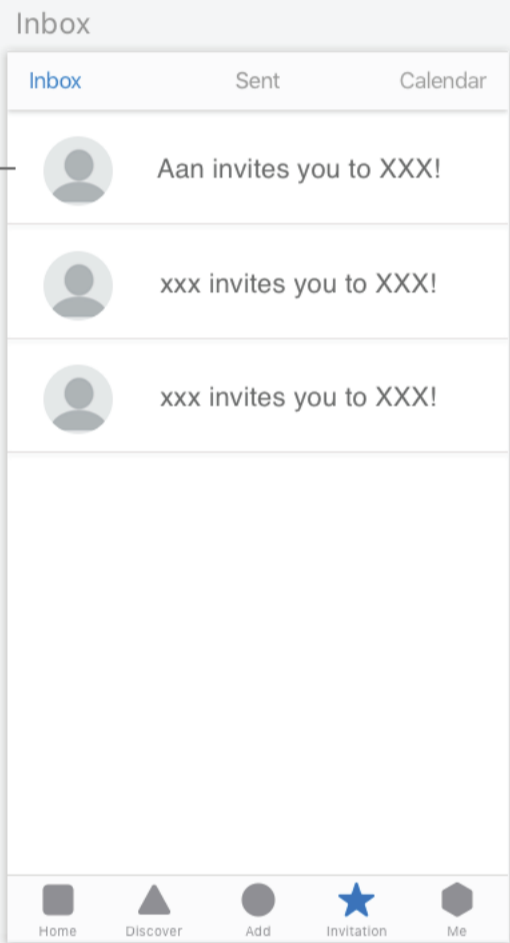 Inbox
Inbox Sent Calendar
Aan invites you to XXX!
xxx invites you to XXX!
xxx invites you to XXX!
Home Discover Add Invitation Me